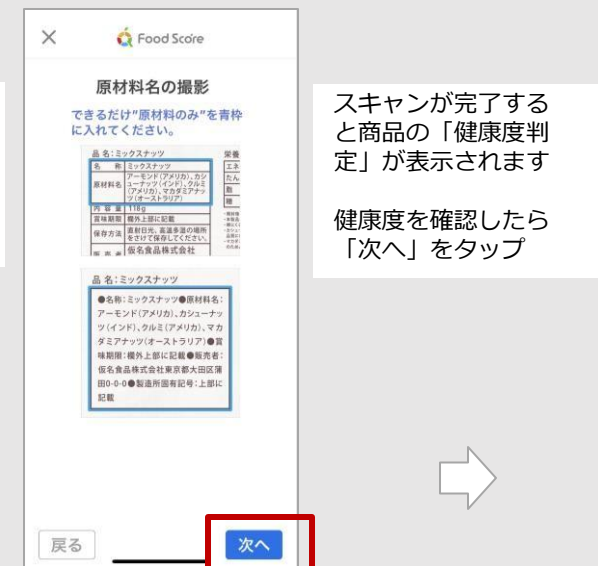 Food Score
原材料名の撮影
できるだけ"原材料のみ"を青枠
に入れてください。
品 名:ミックスナッツ
名 称 ミックスナッツ
原材料名 アーモンド(アメリカ)、カシ
ューナッツ(インド)、クルミ
(アメリカ)、マカダミアナッ
ツ(オーストラリア)
内 容 量 118g
賞味期限 欄外上部に記載
保存方法 直射日光、高温多湿の場所
をさけて保存してください。
仮名食品株式会社
栄養
エネ
たん
脂
糖
品 名:ミックスナッツ
●名称:ミックスナッツ●原材料名:
アーモンド(アメリカ)、カシューナッ
ツ(インド)、クルミ(アメリカ)、マカ
ダミアナッツ(オーストラリア)●賞
味期限:欄外上部に記載●販売者:
仮名食品株式会社東京都大田区蒲
田0-0-0●製造所固有記号:上部に
記載
戻る
次へ
スキャンが完了する
と商品の「健康度判
定」が表示されます
健康度を確認したら
「次へ」をタップ